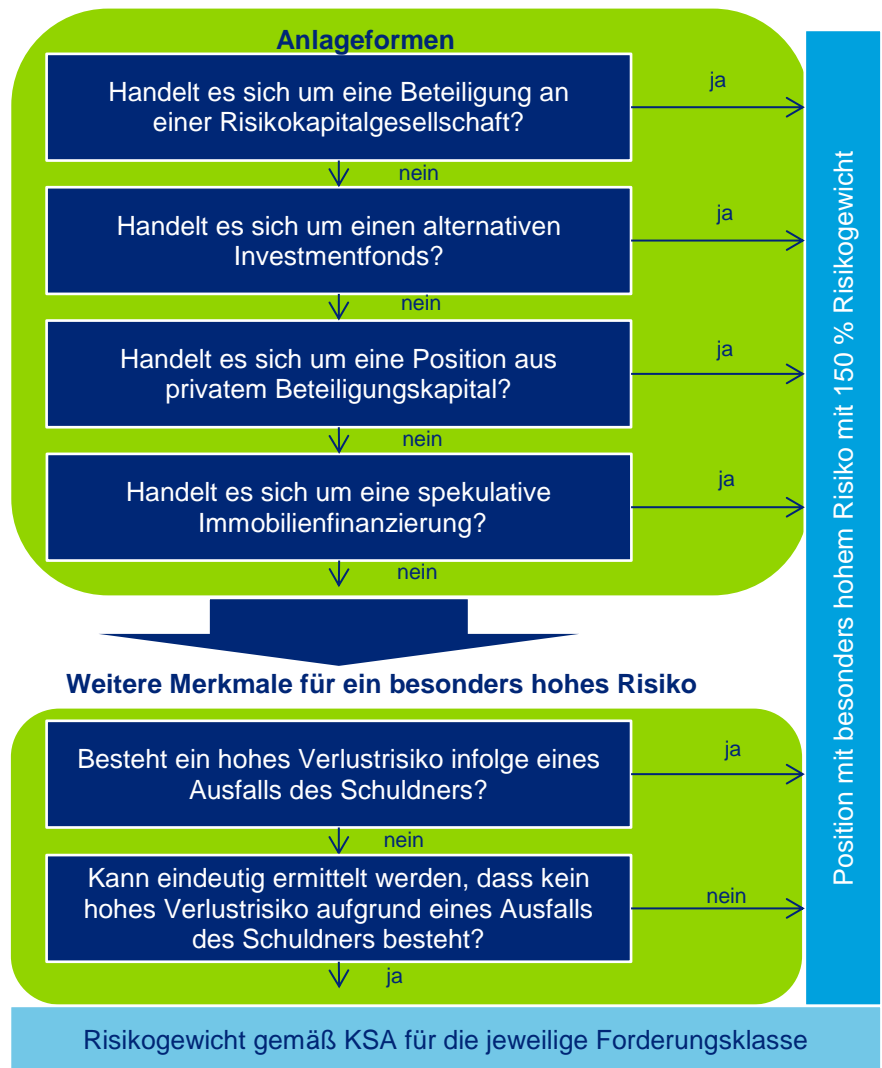 Anlageformen
Handelt es sich um eine Beteiligung an
einer Risikokapitalgesellschaft?
ja
nein
Handelt es sich um einen alternativen
Investmentfonds?
ja
nein
Handelt es sich um eine Position aus
privatem Beteiligungskapital?
ja
nein
Handelt es sich um eine spekulative
Immobilienfinanzierung?
ja
nein
Weitere Merkmale für ein besonders hohes Risiko
Besteht ein hohes Verlustrisiko infolge eines
Ausfalls des Schuldners?
ja
nein
Kann eindeutig ermittelt werden, dass kein
hohes Verlustrisiko aufgrund eines Ausfalls
des Schuldners besteht?
nein
ja
Position mit besonders hohem Risiko mit 150 % Risikogewicht
Risikogewicht gemäß KSA für die jeweilige Forderungsklasse